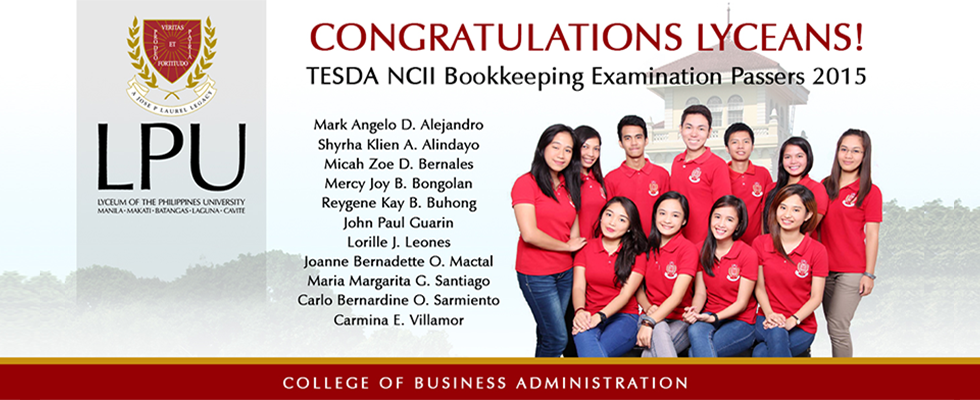 VERITAS
PRO DEO
ET
PATRIA
FORTITUDO
A JOSE P LAUREL LEGACY
LPU
LYCEUM OF THE PHILIPPINES UNIVERSITY
MANILA • MAKATI • BATANGAS • LAGUNA • CAVITE
CONGRATULATIONS LYCEANS!
TESDA NCII Bookkeeping Examination Passers 2015
Mark Angelo D. Alejandro
Shyrha Klien A. Alindayo
Micah Zoe D. Bernales
Mercy Joy B. Bongolan
Reygene Kay B. Buhong
John Paul Guarin
Lorille J. Leones
Joanne Bernadette O. Mactal
Maria Margarita G. Santiago
Carlo Bernardine O. Sarmiento
Carmina E. Villamor
COLLEGE OF BUSINESS ADMINISTRATION